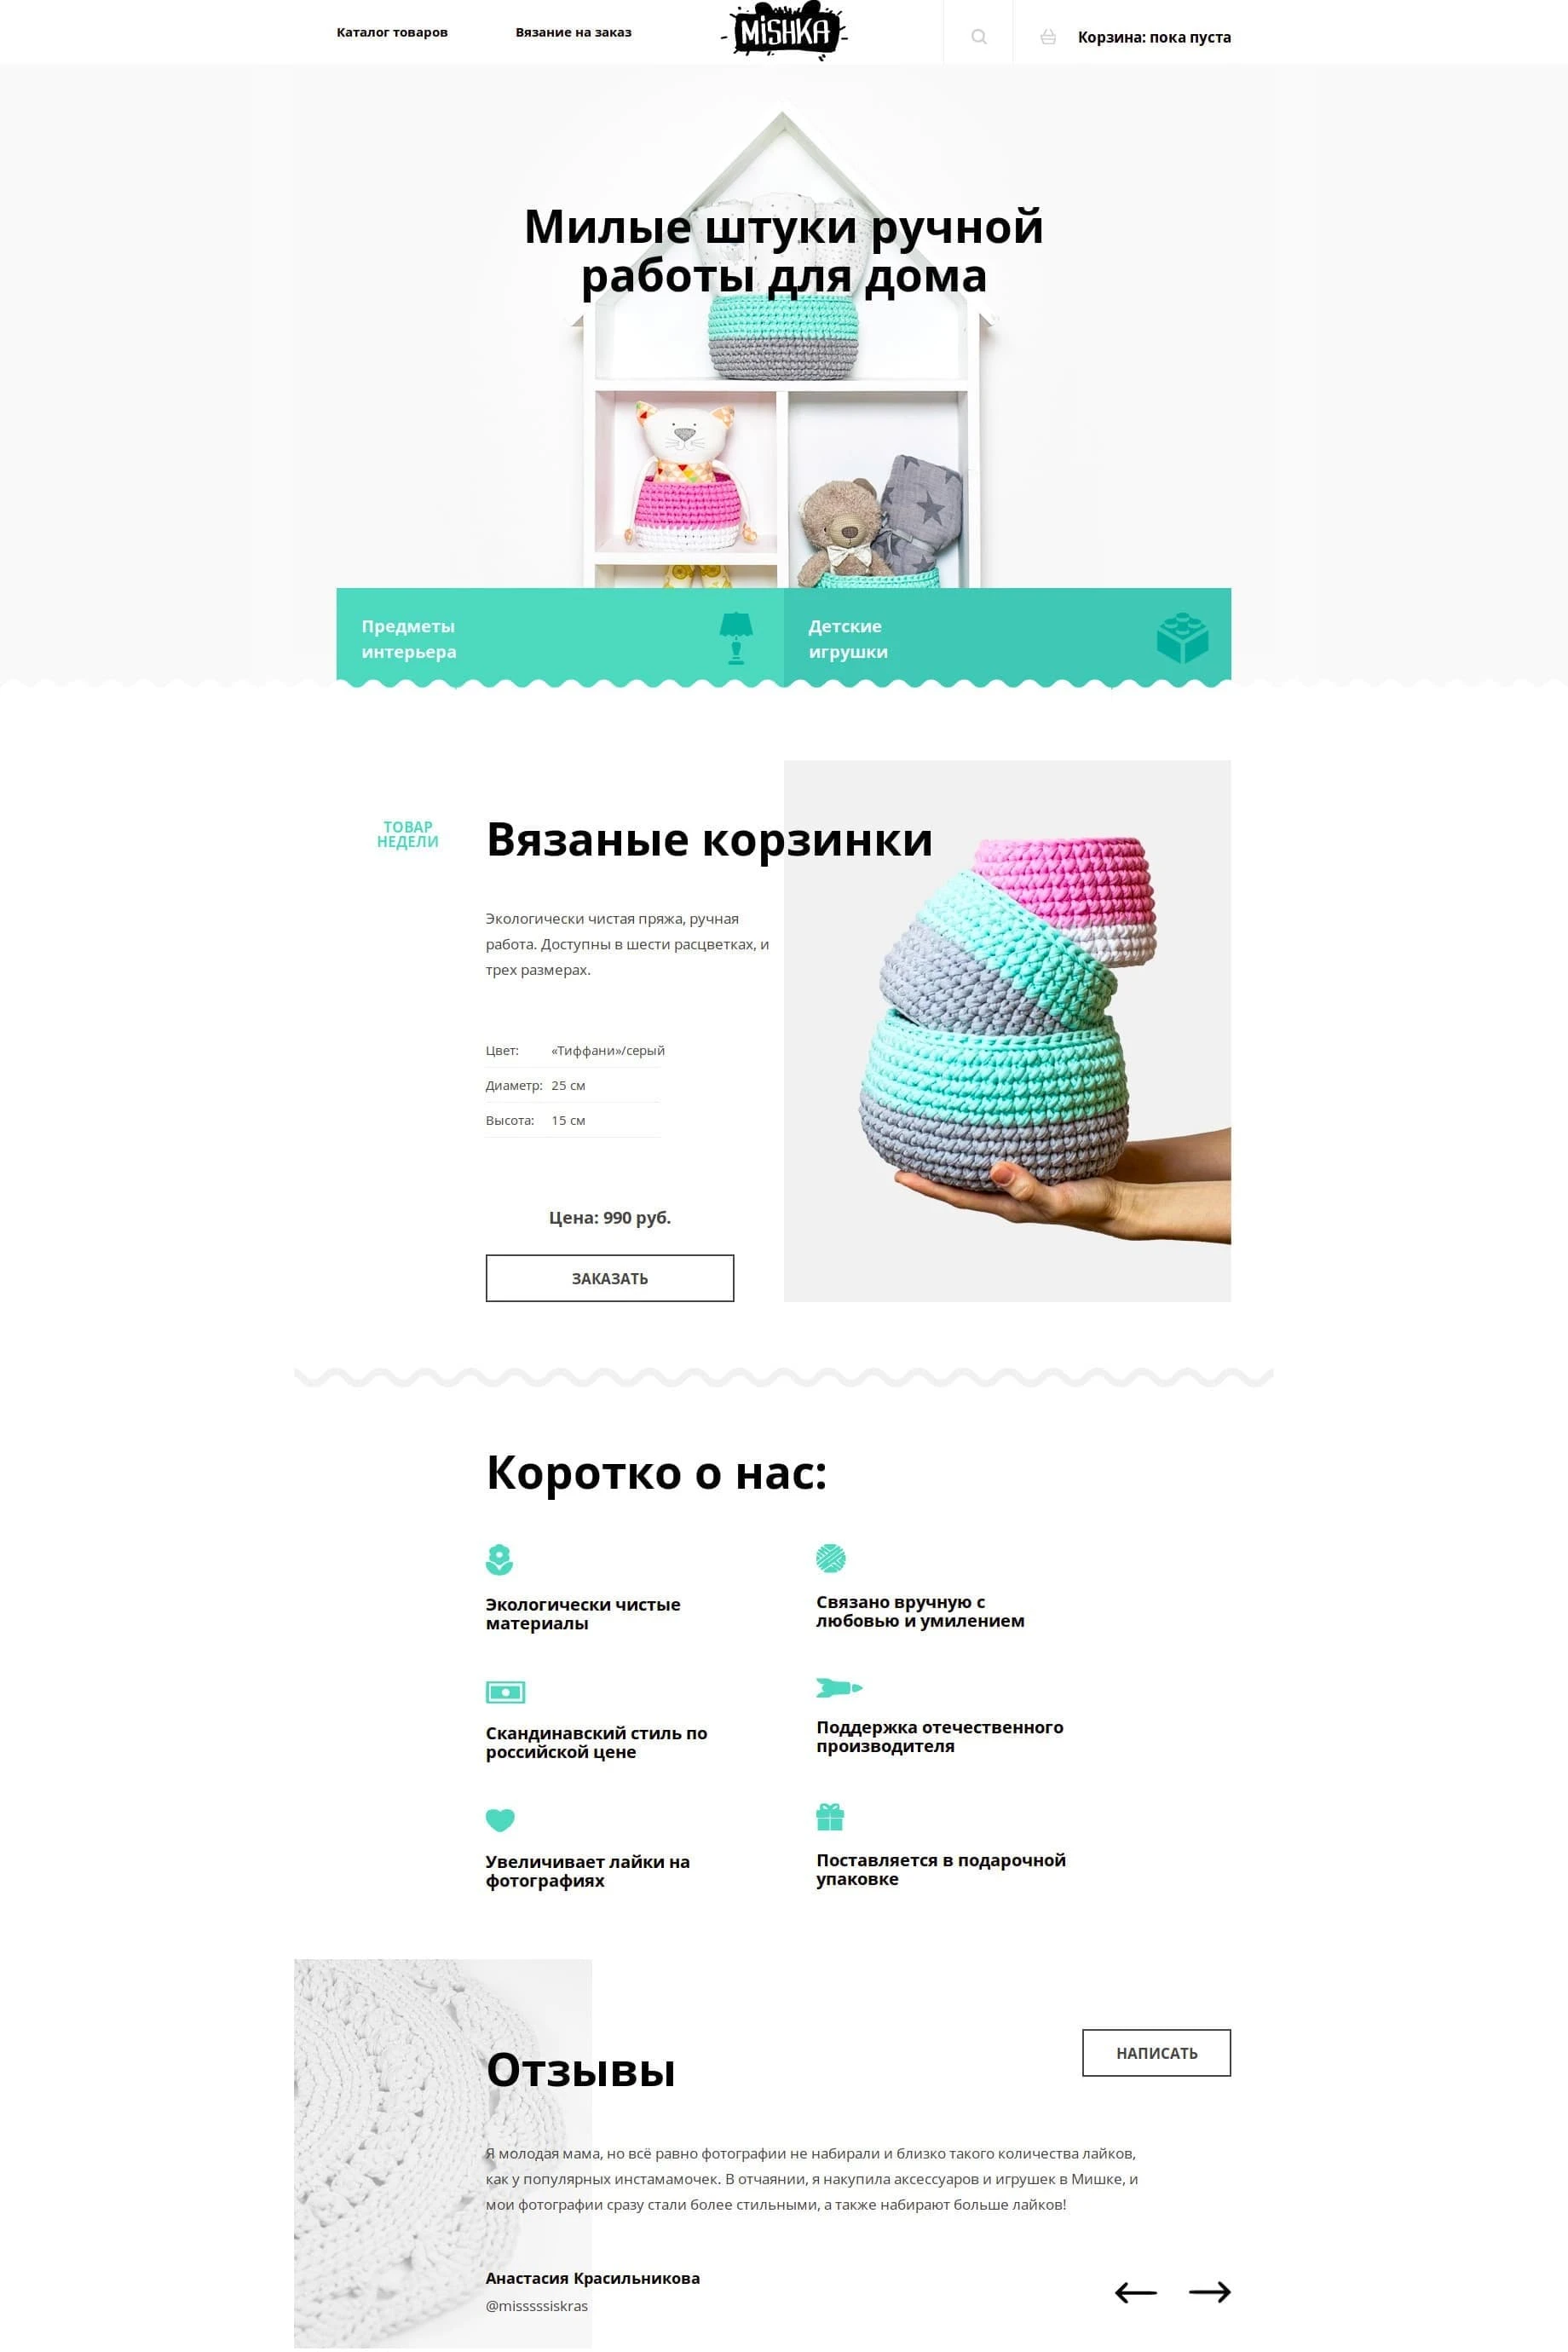 Каталог товаров
Вязание на заказ
MiSHKA
Корзина: пока пуста
Милые штуки ручной
работы для дома
Предметы
интерьера
Детские
игрушки
ТОВАР
НЕДЕЛИ
Вязаные корзинки
Экологически чистая пряжа, ручная
работа. Доступны в шести расцветках, и
трех размерах.
Цвет: «Тиффани»/серый
Диаметр: 25 см
Высота: 15 см
Цена: 990 руб.
ЗАКАЗАТЬ
Коротко о нас:
Экологически чистые
материалы
Связано вручную с
любовью и умилением
Скандинавский стиль по
российской цене
Поддержка отечественного
производителя
Увеличивает лайки на
фотографиях
Поставляется в подарочной
упаковке
Отзывы
НАПИСАТЬ
Я молодая мама, но всё равно фотографии не набирали и близко такого количества лайков,
как у популярных инстамамочек. В отчаянии, я накупила аксессуаров и игрушек в Мишке, и
мои фотографии сразу стали более стильными, а также набирают больше лайков!
Анастасия Красильникова
@misssssiskras